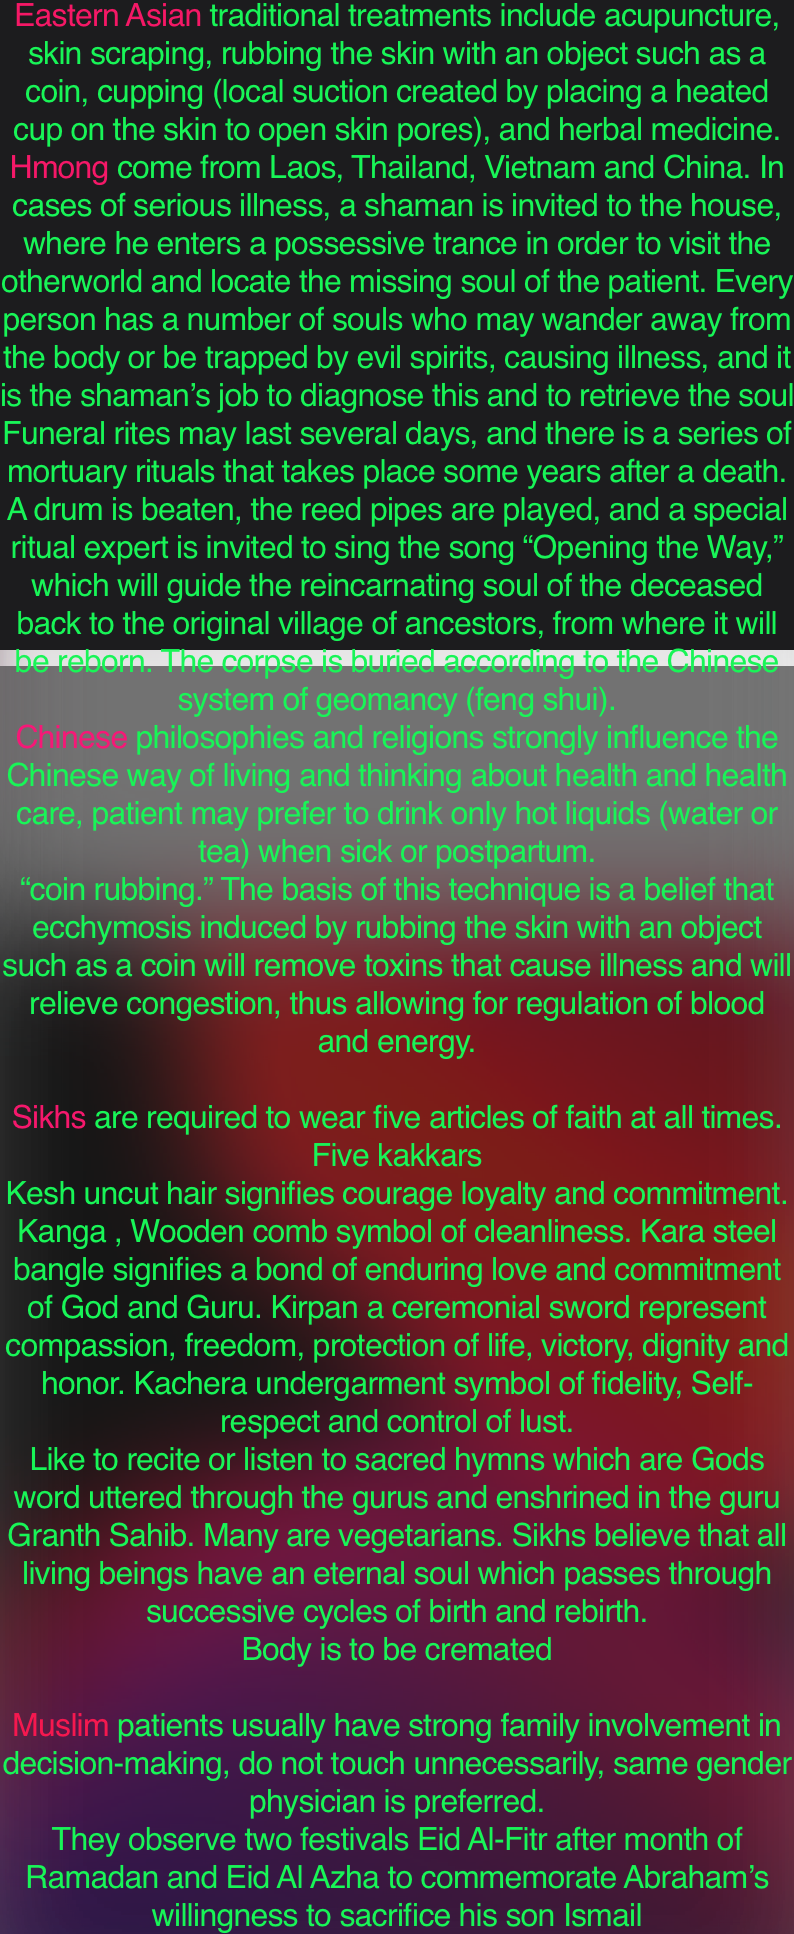 Eastern Asian traditional treatments include acupuncture,
skin scraping, rubbing the skin with an object such as a
coin, cupping (local suction created by placing a heated
cup on the skin to open skin pores), and herbal medicine.
Hmong come from Laos, Thailand, Vietnam and China. In
cases of serious illness, a shaman is invited to the house,
where he enters a possessive trance in order to visit the
otherworld and locate the missing soul of the patient. Every
person has a number of souls who may wander away from
the body or be trapped by evil spirits, causing illness, and it
is the shaman’s job to diagnose this and to retrieve the soul
Funeral rites may last several days, and there is a series of
mortuary rituals that takes place some years after a death.
A drum is beaten, the reed pipes are played, and a special
ritual expert is invited to sing the song “Opening the Way,”
which will guide the reincarnating soul of the deceased
back to the original village of ancestors, from where it will
be reborn. The corpse is buried according to the Chinese
system of geomancy (feng shui).
Chinese philosophies and religions strongly influence the
Chinese way of living and thinking about health and health
care, patient may prefer to drink only hot liquids (water or
tea) when sick or postpartum.
“coin rubbing.” The basis of this technique is a belief that
ecchymosis induced by rubbing the skin with an object
such as a coin will remove toxins that cause illness and will
relieve congestion, thus allowing for regulation of blood
and energy.
Sikhs are required to wear five articles of faith at all times.
Five kakkars
Kesh uncut hair signifies courage loyalty and commitment.
Kanga , Wooden comb symbol of cleanliness. Kara steel
bangle signifies a bond of enduring love and commitment
of God and Guru. Kirpan a ceremonial sword represent
compassion, freedom, protection of life, victory, dignity and
honor. Kachera undergarment symbol of fidelity, Self-
respect and control of lust.
Like to recite or listen to sacred hymns which are Gods
word uttered through the gurus and enshrined in the guru
Granth Sahib. Many are vegetarians. Sikhs believe that all
living beings have an eternal soul which passes through
successive cycles of birth and rebirth.
Body is to be cremated
Muslim patients usually have strong family involvement in
decision-making, do not touch unnecessarily, same gender
physician is preferred.
They observe two festivals Eid Al-Fitr after month of
Ramadan and Eid Al Azha to commemorate Abraham’s
willingness to sacrifice his son Ismail